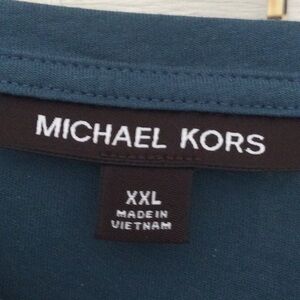 MICHAEL KORS
XXL
MADE IN
VIETNAM